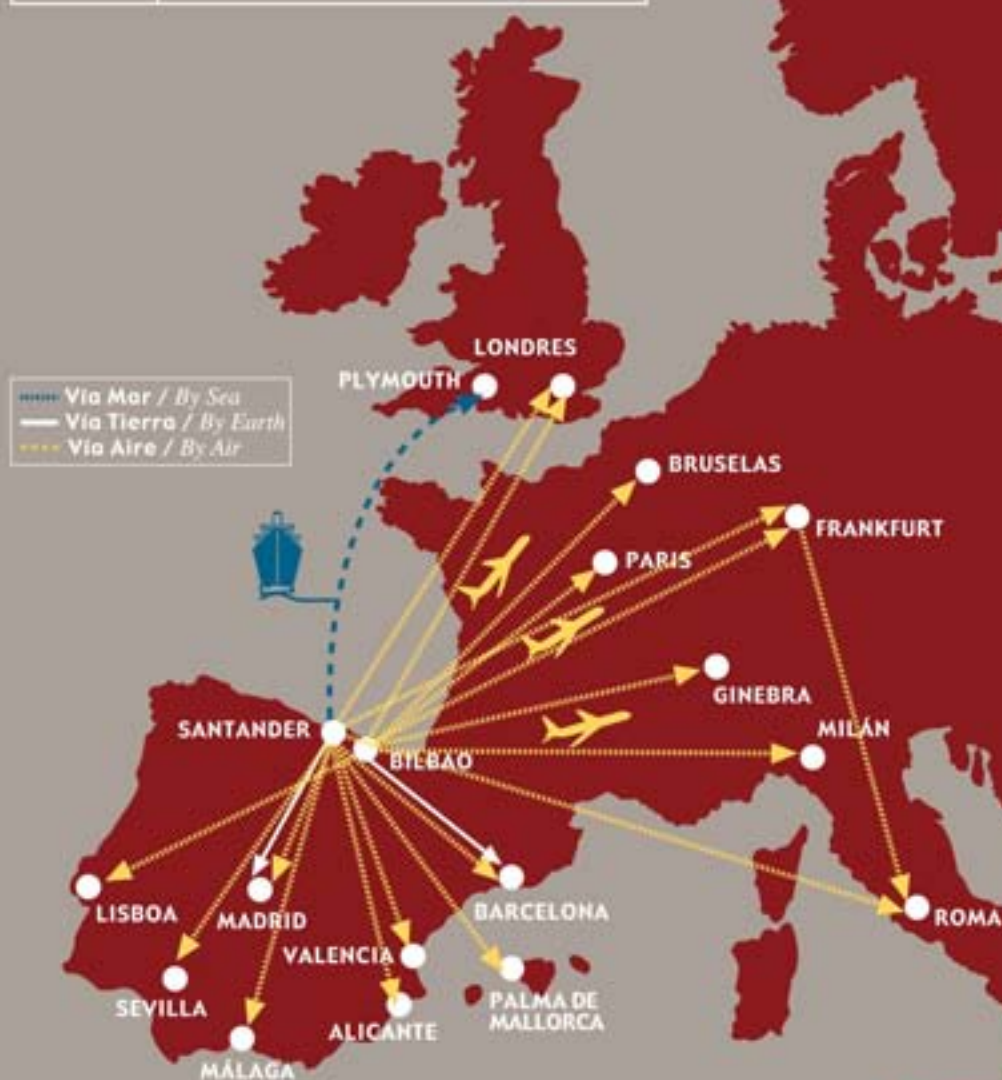 LONDRES
PLYMOUTH
Vía Mar / By Sea
Vía Tierra / By Earth
Vía Aire / By Air
BRUSELAS
FRANKFURT
PARIS
GINEBRA
SANTANDER
MILÁN
BILBAO
LISBOA
MADRID
BARCELONA
ROMA
VALENCIA
SEVILLA
ALICANTE
PALMA DE
MALLORCA
MÁLAGA